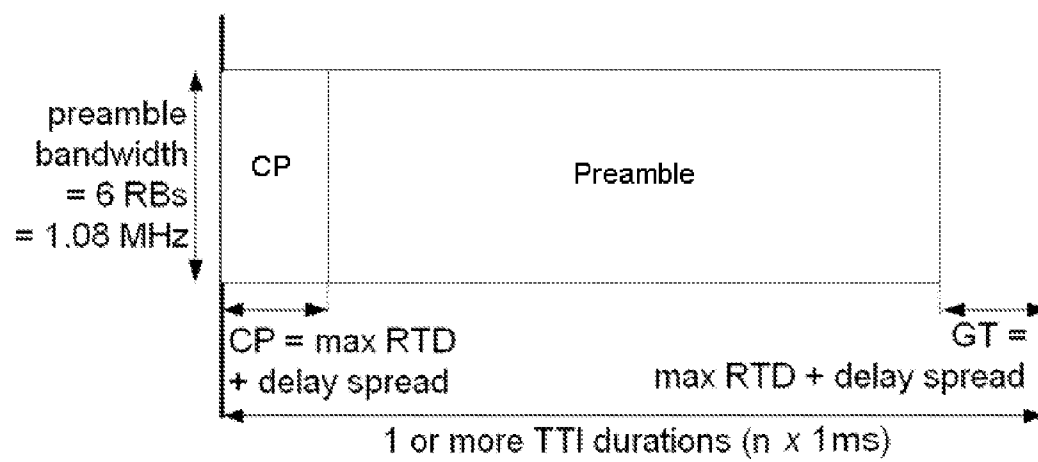 preamble
bandwidth
= 6 RBs
= 1.08 MHz
CP
Preamble
CP = max RTD
+ delay spread
GT =
max RTD + delay spread
1 or more TTI durations (n x 1ms)